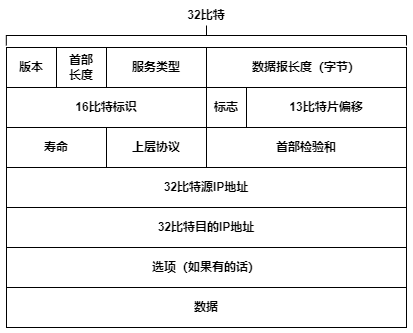 32比特
版本
首部
长度
服务类型
数据报长度（字节）
16比特标识
标志
13比特片偏移
寿命
上层协议
首部检验和
32比特源IP地址
32比特目的IP地址
选项（如果有的话）
数据